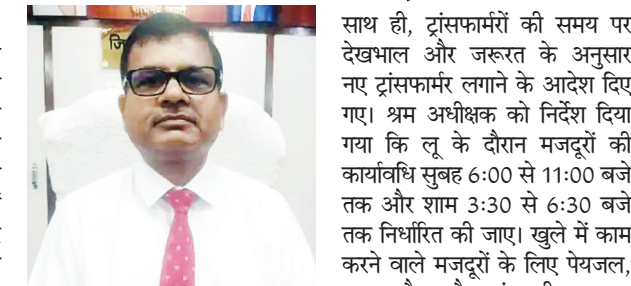 जि
साथ ही, ट्रांसफार्मरों की समय पर
देखभाल और जरूरत के अनुसार
नए ट्रांसफार्मर लगाने के आदेश दिए
गए। श्रम अधीक्षक को निर्देश दिया
गया कि लू के दौरान मजदूरों की
कार्यावधि सुबह 6:00 से 11:00 बजे
तक और शाम 3:30 से 6:30 बजे
तक निर्धारित की जाए। खुले में काम
करने वाले मजदूरों के लिए पेयजल,